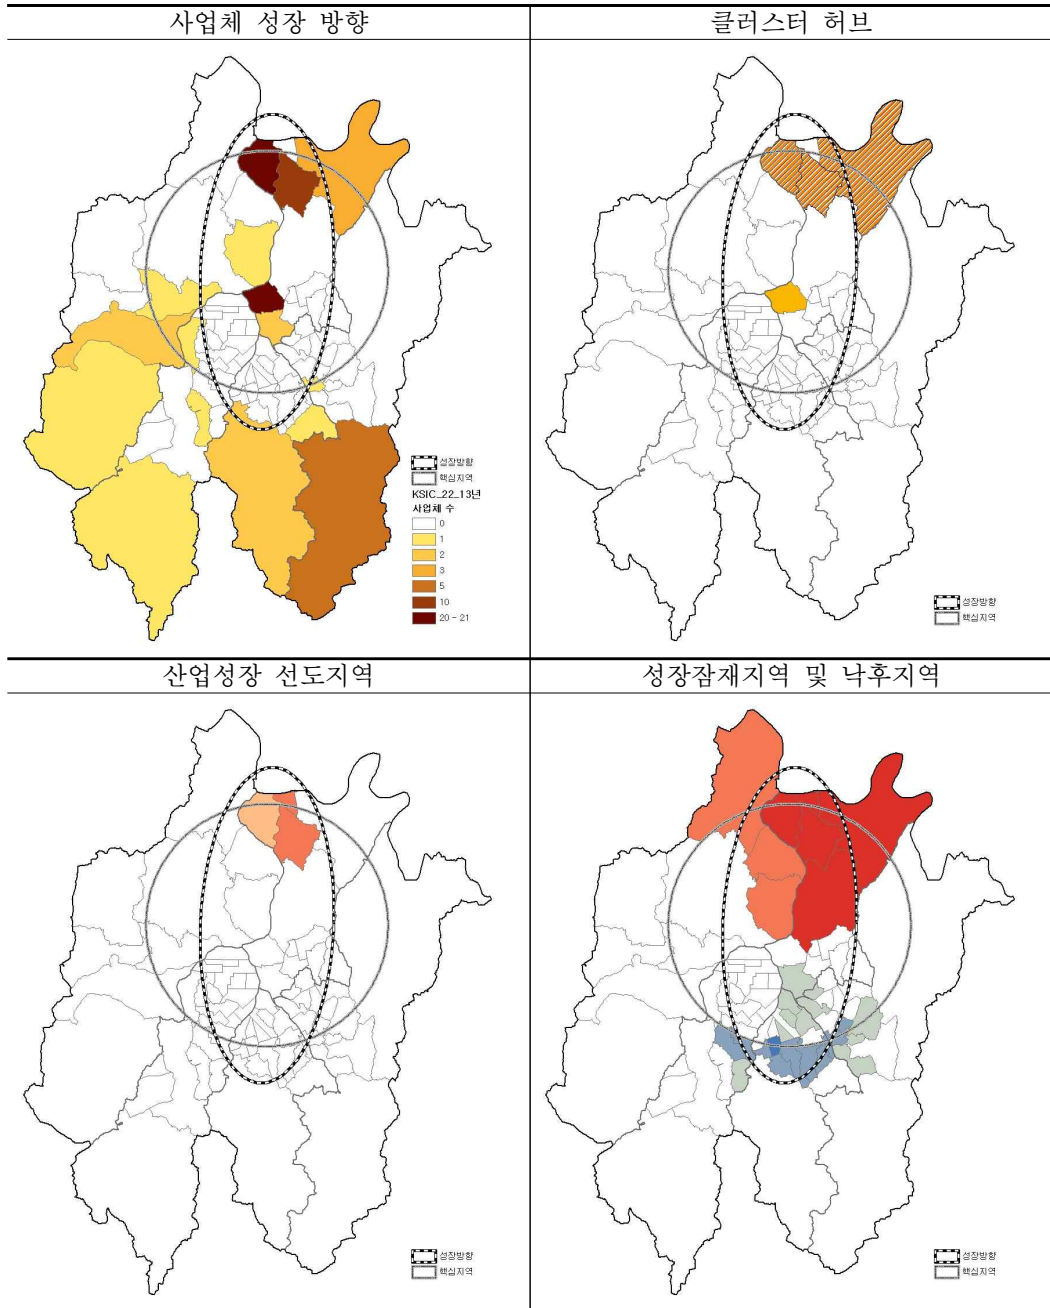 사업체 성장 방향
클러스터 허브
성장방향
핵심지역
KSIC_22_13년
사업체 수
0
1
2
3
5
10
20 - 21
성장방향
핵심지역
산업성장 선도지역
성장잠재지역 및 낙후지역
성장방향
핵심지역
성장방향
핵심지역